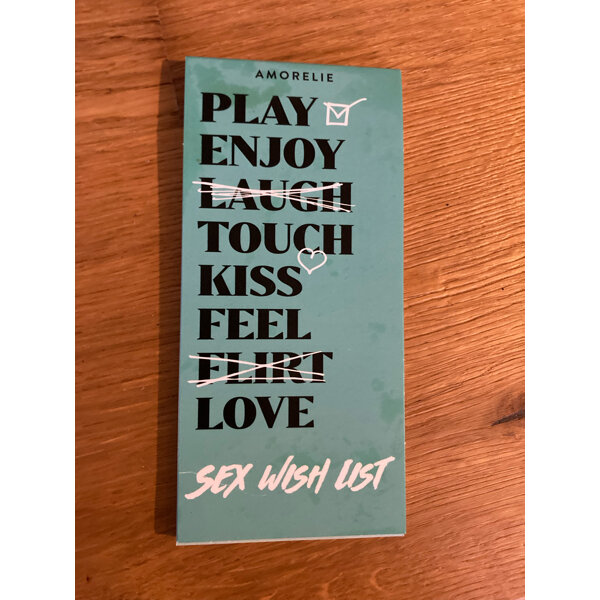 AMORELIE
PLAY
ENJOY
LAUGH
TOUCH
KISS
FEEL
FLIRT
LOVE
SEX WISH LIST